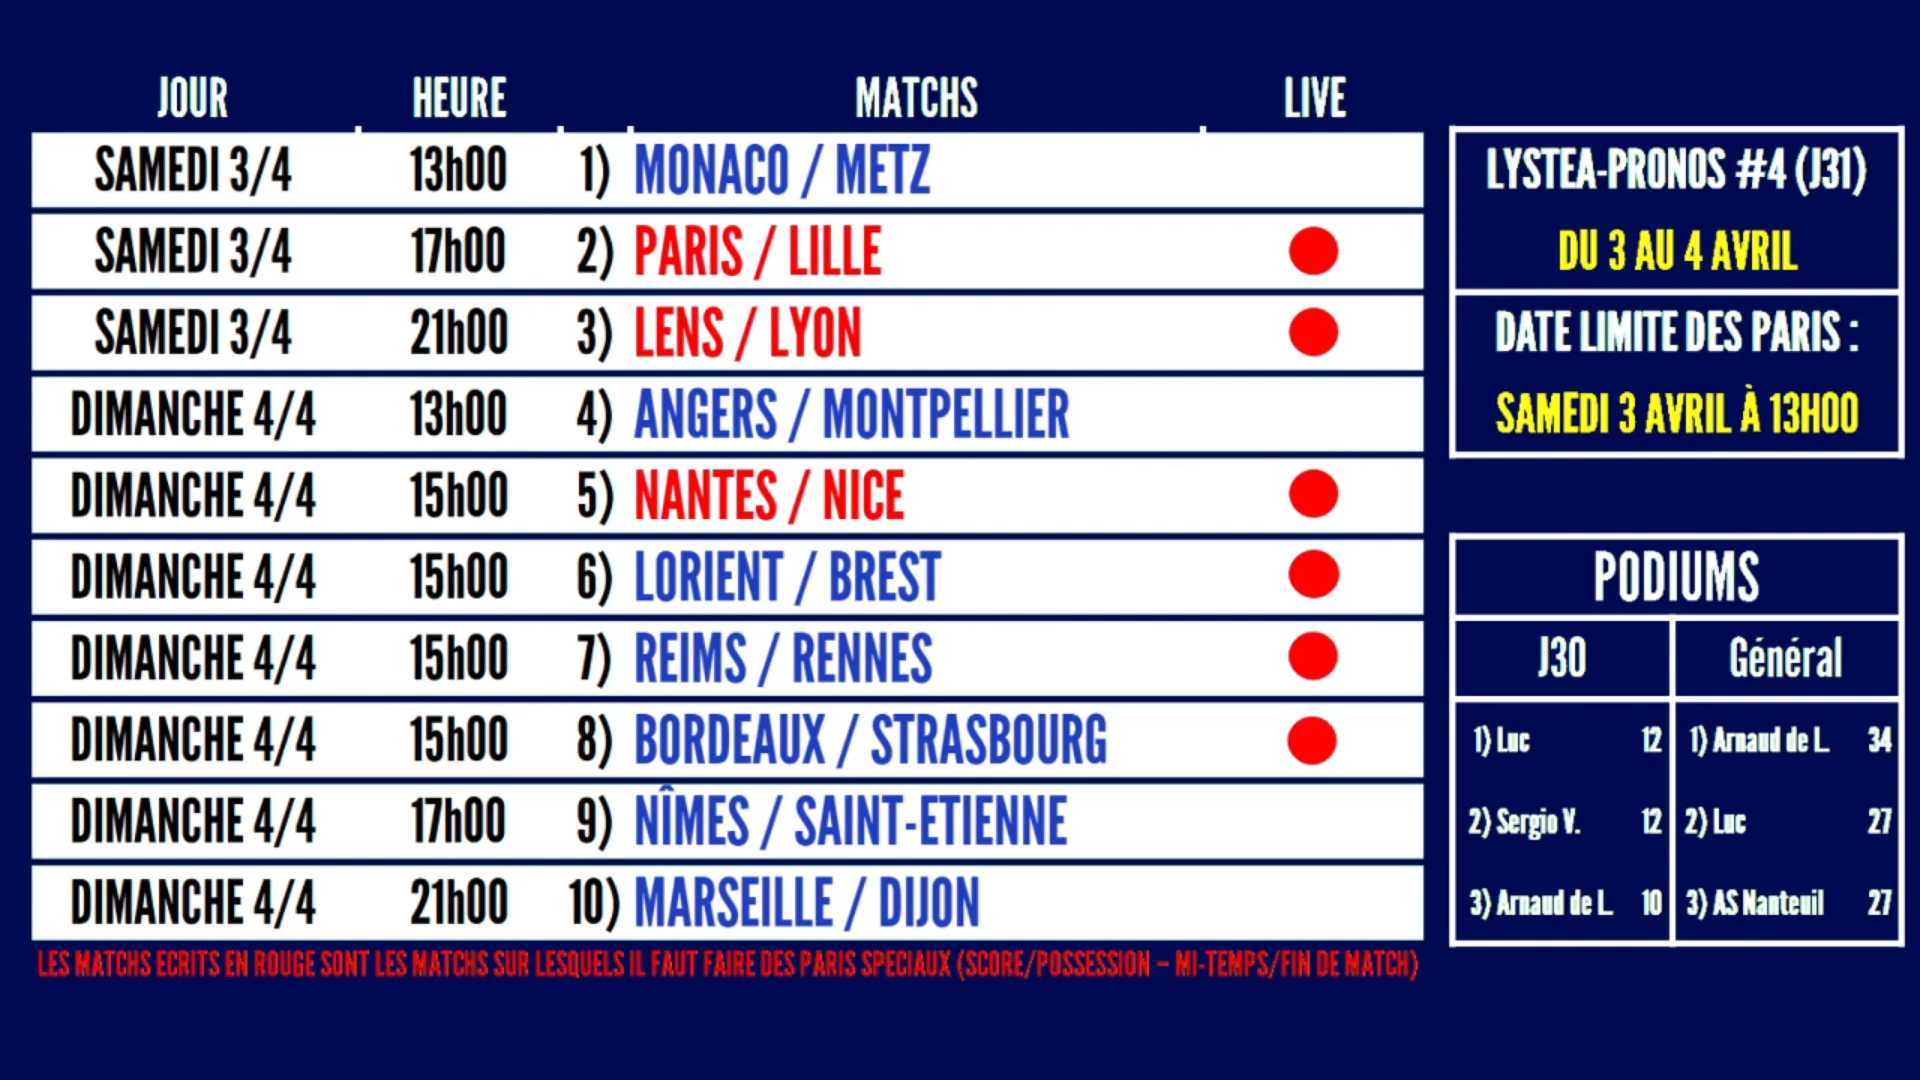 JOUR HEURE MATCHS LIVE
SAMEDI 3/4 13h00 1) MONACO / METZ
SAMEDI 3/4 17h00 2) PARIS / LILLE
SAMEDI 3/4 21h00 3) LENS / LYON
DIMANCHE 4/4 13h00 4) ANGERS / MONTPELLIER
DIMANCHE 4/4 15h00 5) NANTES / NICE
DIMANCHE 4/4 15h00 6) LORIENT / BREST
DIMANCHE 4/4 15h00 7) REIMS / RENNES
DIMANCHE 4/4 15h00 8) BORDEAUX / STRASBOURG
DIMANCHE 4/4 17h00 9) NÎMES / SAINT-ETIENNE
DIMANCHE 4/4 21h00 10) MARSEILLE / DIJON
LES MATCHS ECRITS EN ROUGE SONT LES MATCHS SUR LESQUELS IL FAUT FAIRE DES PARIS SPECIAUX (SCORE/POSSESSION – MI-TEMPS/FIN DE MATCH)
LYSTEA-PRONOS #4 (J31)
DU 3 AU 4 AVRIL
DATE LIMITE DES PARIS :
SAMEDI 3 AVRIL À 13H00
PODIUMS
J30 Général
1) Luc 12 1) Arnaud de L. 34
2) Sergio V. 12 2) Luc 27
3) Arnaud de L. 10 3) AS Nanteuil 27